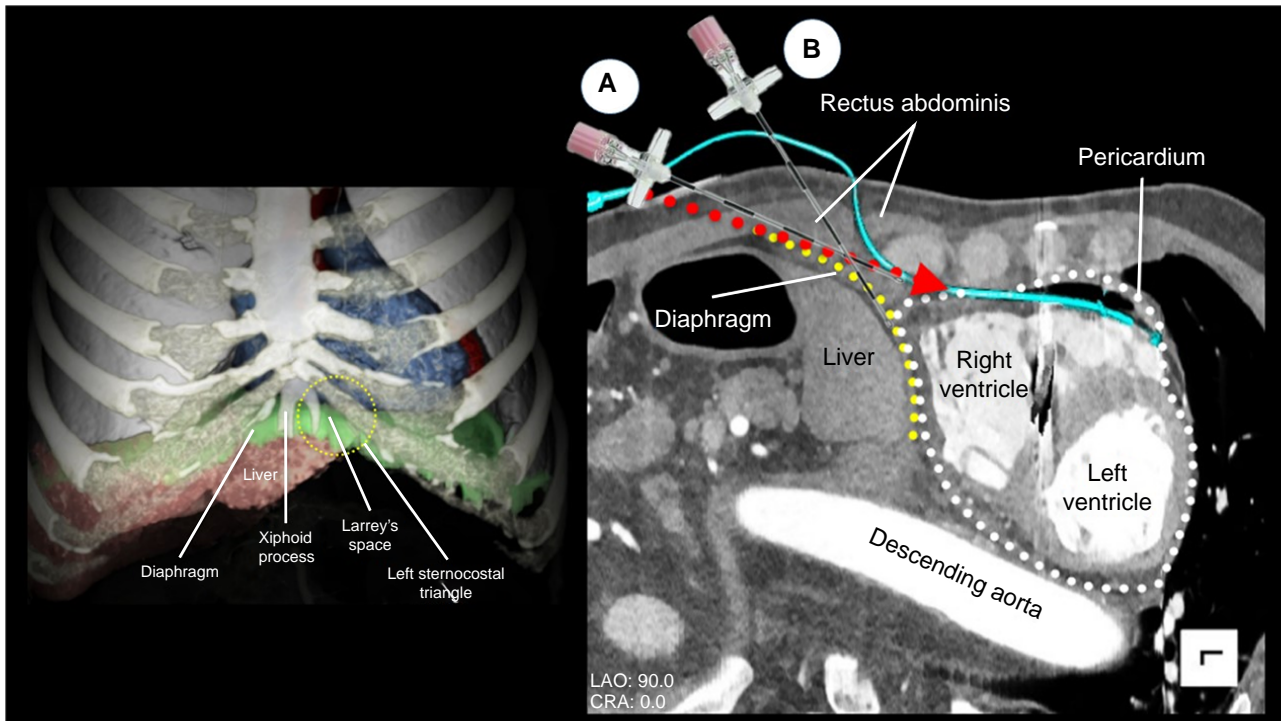 Liver
Xiphoid
process
Larrey's
space
Diaphragm
Left sternocostal
triangle
A
B
Rectus abdominis
Pericardium
Diaphragm
Liver
Right
ventricle
Left
ventricle
Descending aorta
LAO: 90.0
CRA: 0.0
L